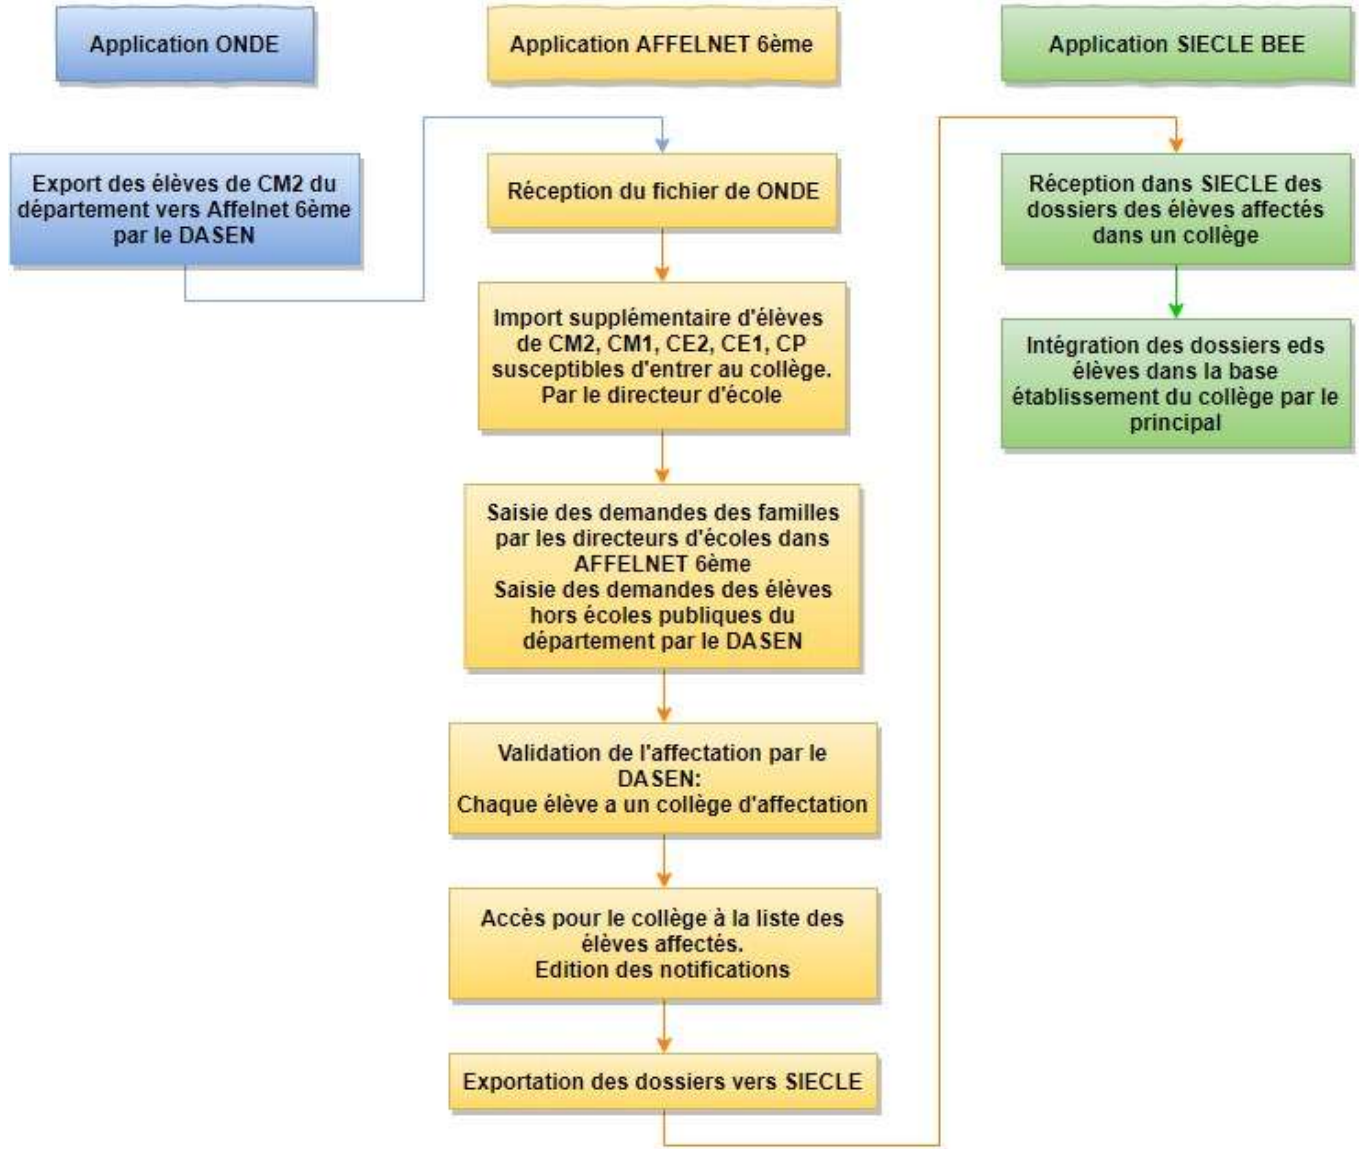 Application ONDE
Application AFFELNET 6ème
Application SIECLE BEE
Export des élèves de CM2 du
département vers Affelnet 6ème
par le DASEN
Réception du fichier de ONDE
Import supplémentaire d'élèves
de CM2, CM1, CE2, CE1, CP
susceptibles d'entrer au collège.
Par le directeur d'école
Saisie des demandes des familles
par les directeurs d'écoles dans
AFFELNET 6ème
Saisie des demandes des élèves
hors écoles publiques du
département par le DASEN
Validation de l'affectation par le
DASEN:
Chaque élève a un collège d'affectation
Accès pour le collège à la liste des
élèves affectés.
Edition des notifications
Exportation des dossiers vers SIECLE
Réception dans SIECLE des
dossiers des élèves affectés
dans un collège
Intégration des dossiers eds
élèves dans la base
établissement du collège par le
principal